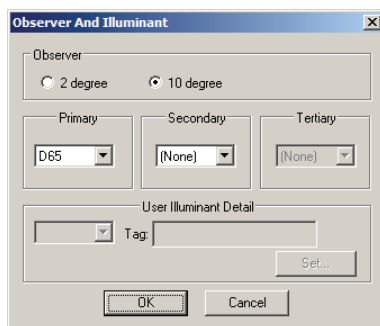 Observer And Illuminant
Observer
2 degree 10 degree
Primary Secondary Tertiary
D65 (None) (None)
User Illuminant Detail
Tag:
Set...
OK Cancel